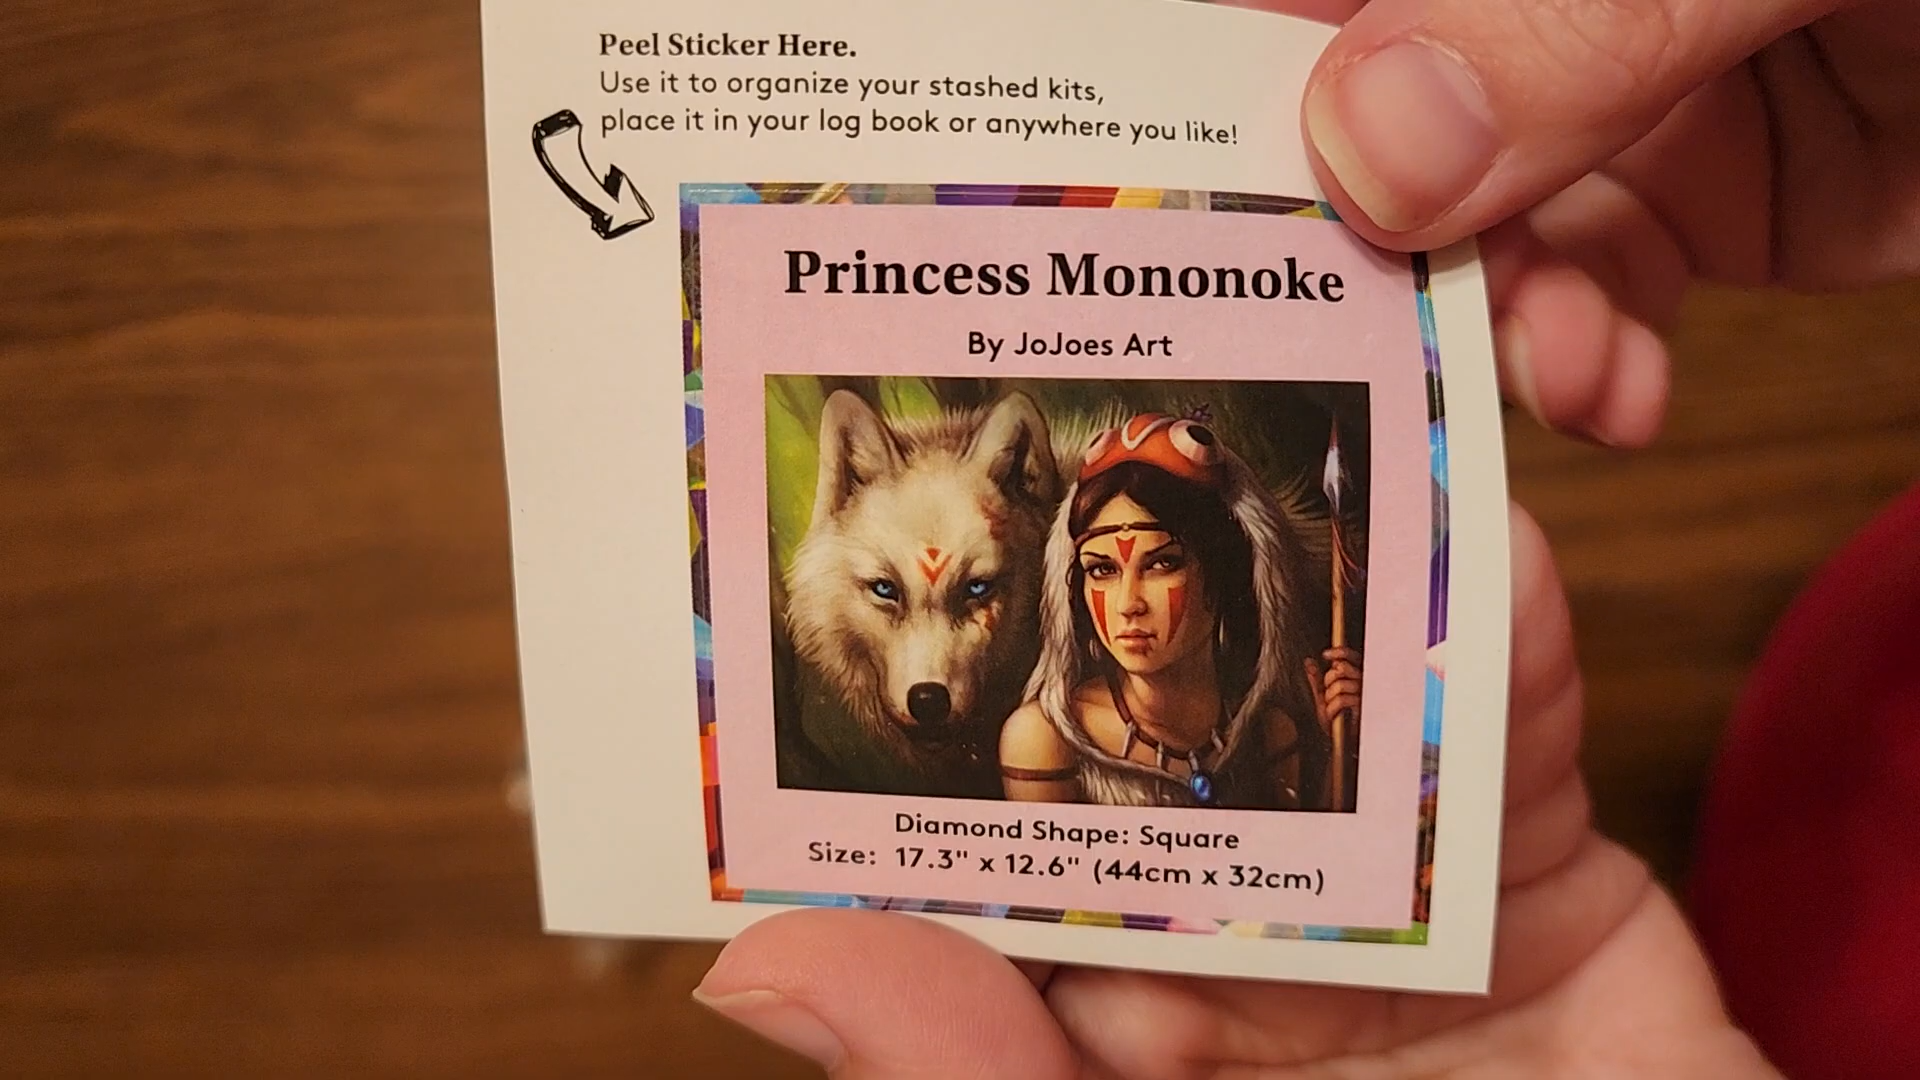 Peel Sticker Here.
Use it to organize your stashed kits,
place it in your log book or anywhere you like!
Princess Mononoke
By JoJoes Art
Diamond Shape: Square
Size: 17.3" x 12.6" (44cm x 32cm)